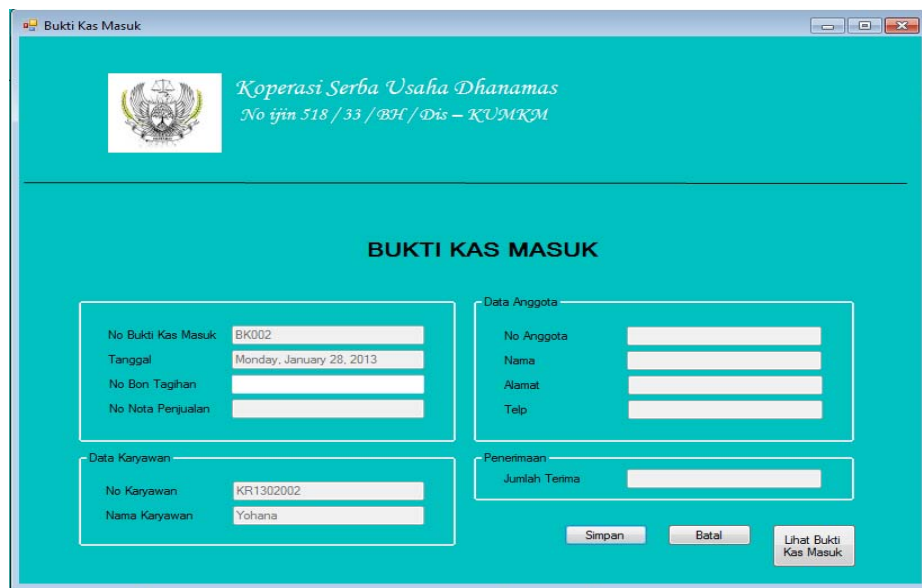 Bukti Kas Masuk
Koperasi Serba Usaha Dhanamas
No ijin 518 / 33 / BH / Dis – KUMKM
BUKTI KAS MASUK
No Bukti Kas Masuk BK002
Tanggal Monday, January 28, 2013
No Bon Tagihan
No Nota Penjualan
Data Anggota
No Anggota
Nama
Alamat
Telp
Data Karyawan
No Karyawan KR1302002
Nama Karyawan Yohana
Penerimaan
Jumlah Terima
Simpan
Batal
Lihat Bukti
Kas Masuk